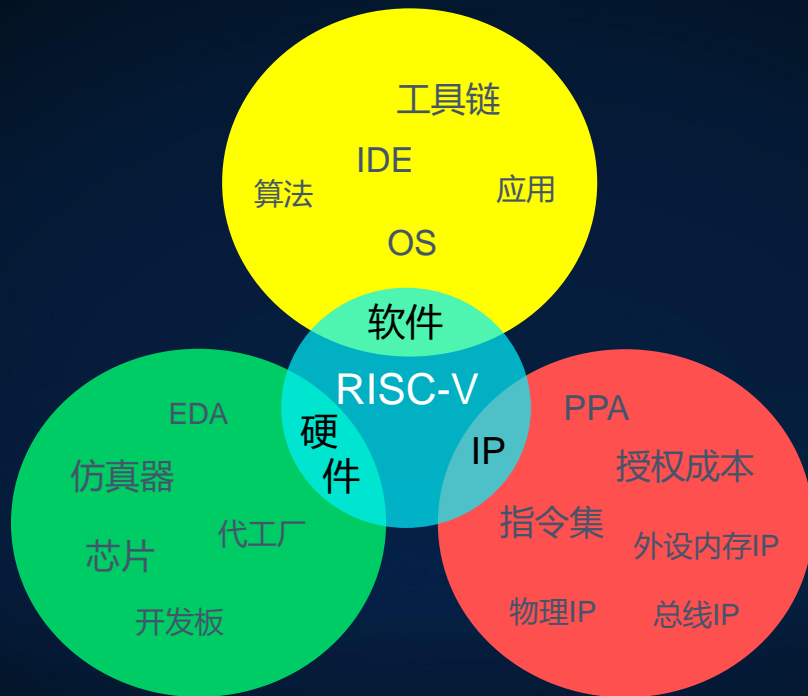 工具链
IDE
算法
应用
OS
软件
RISC-V
硬
件
IP
EDA
仿真器
代工厂
芯片
开发板
PPA
授权成本
指令集
外设内存IP
物理IP
总线IP